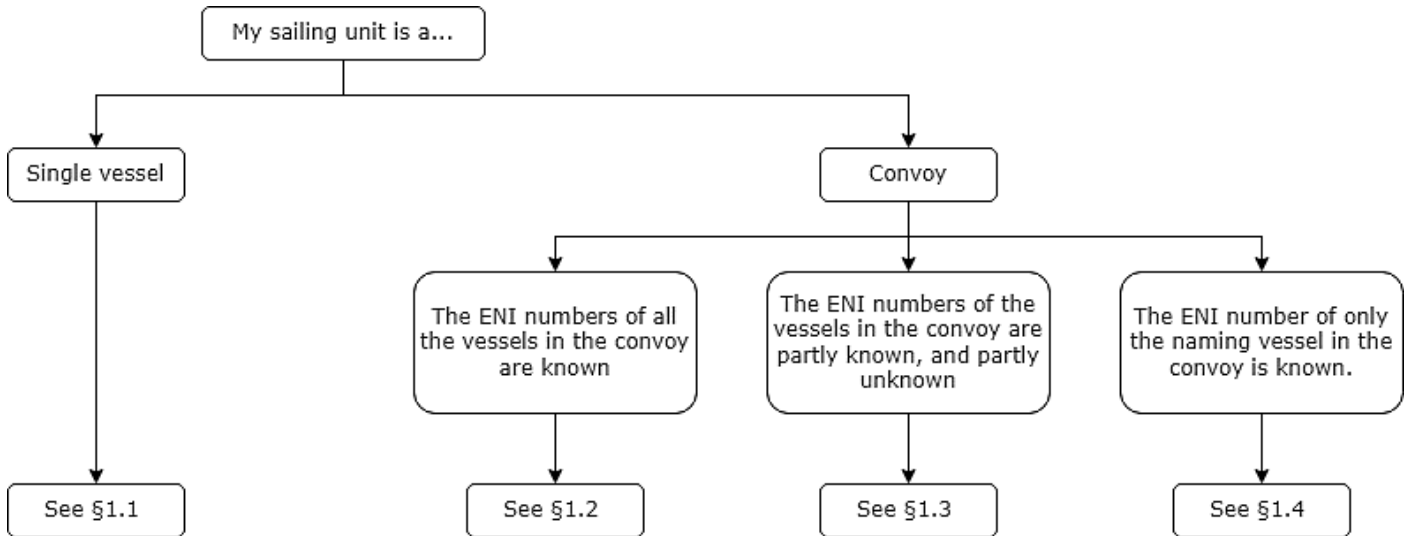 My sailing unit is a...
Single vessel
Convoy
The ENI numbers of all
the vessels in the convoy
are known
The ENI numbers of the
vessels in the convoy are
partly known, and partly
unknown
The ENI number of only
the naming vessel in the
convoy is known.
See §1.1
See §1.2
See §1.3
See §1.4